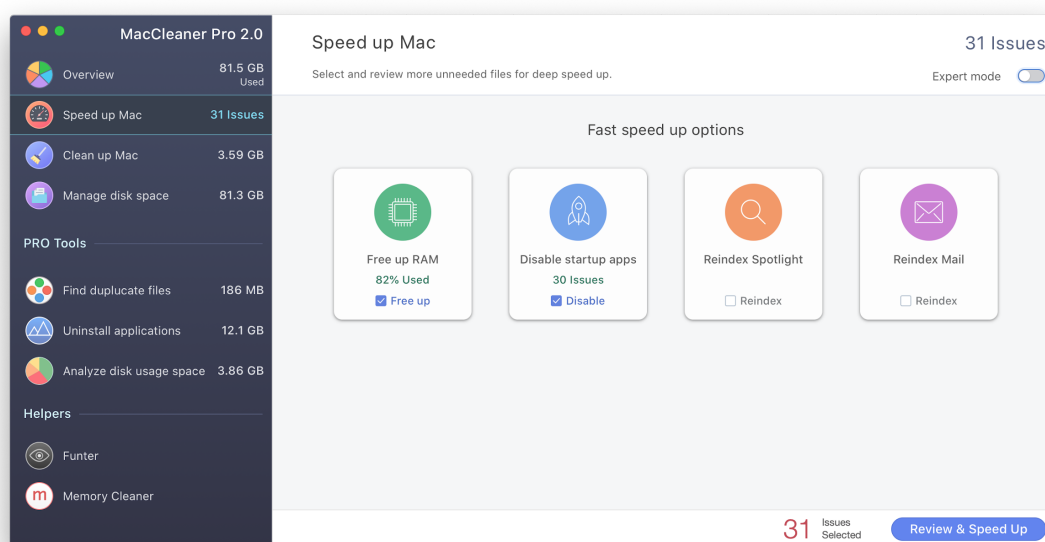 MacCleaner Pro 2.0
Overview
81.5 GB
Used
Speed up Mac
31 Issues
Clean up Mac
3.59 GB
Manage disk space
81.3 GB
PRO Tools
Find duplucate files
186 MB
Uninstall applications
12.1 GB
Analyze disk usage space
3.86 GB
Helpers
Funter
m
Memory Cleaner
Speed up Mac
31 Issues
Select and review more unneeded files for deep speed up.
Expert mode
Fast speed up options
Free up RAM
82% Used
Free up
Disable startup apps
30 Issues
Disable
Reindex Spotlight
Reindex
Reindex Mail
Reindex
31
Issues
Selected
Review & Speed Up